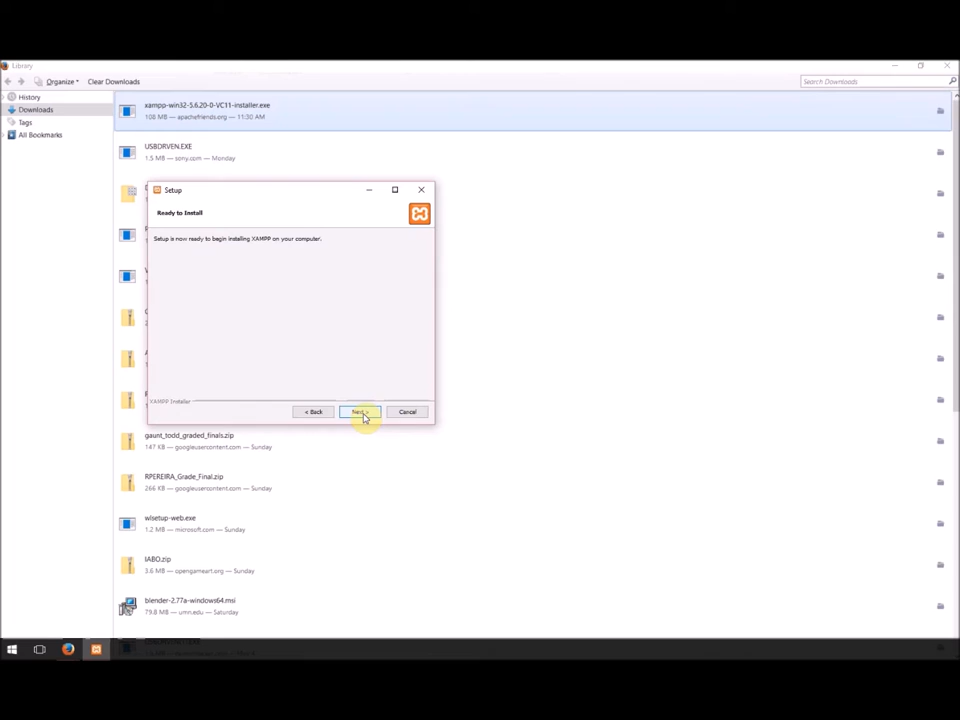 Library
Organize
Clear Downloads
Search Downloads
History
Downloads
Tags
All Bookmarks
xampp-win32-5.6.20-0-VC11-installer.exe
108 MB — apachefriends.org — 11:30 AM
USBDRVEN.EXE
1.5 MB — sony.com — Monday
Setup
Ready to Install
Setup is now ready to begin installing XAMPP on your computer.
XAMPP Installer
< Back
Next >
Cancel
gaunt_todd_graded_finals.zip
147 KB — googleusercontent.com — Sunday
RPEREIRA_Grade_Final.zip
266 KB — googleusercontent.com — Sunday
wlsetup-web.exe
1.2 MB — microsoft.com — Sunday
IABO.zip
3.6 MB — opengameart.org — Sunday
blender-2.77a-windows64.msi
79.8 MB — umn.edu — Saturday